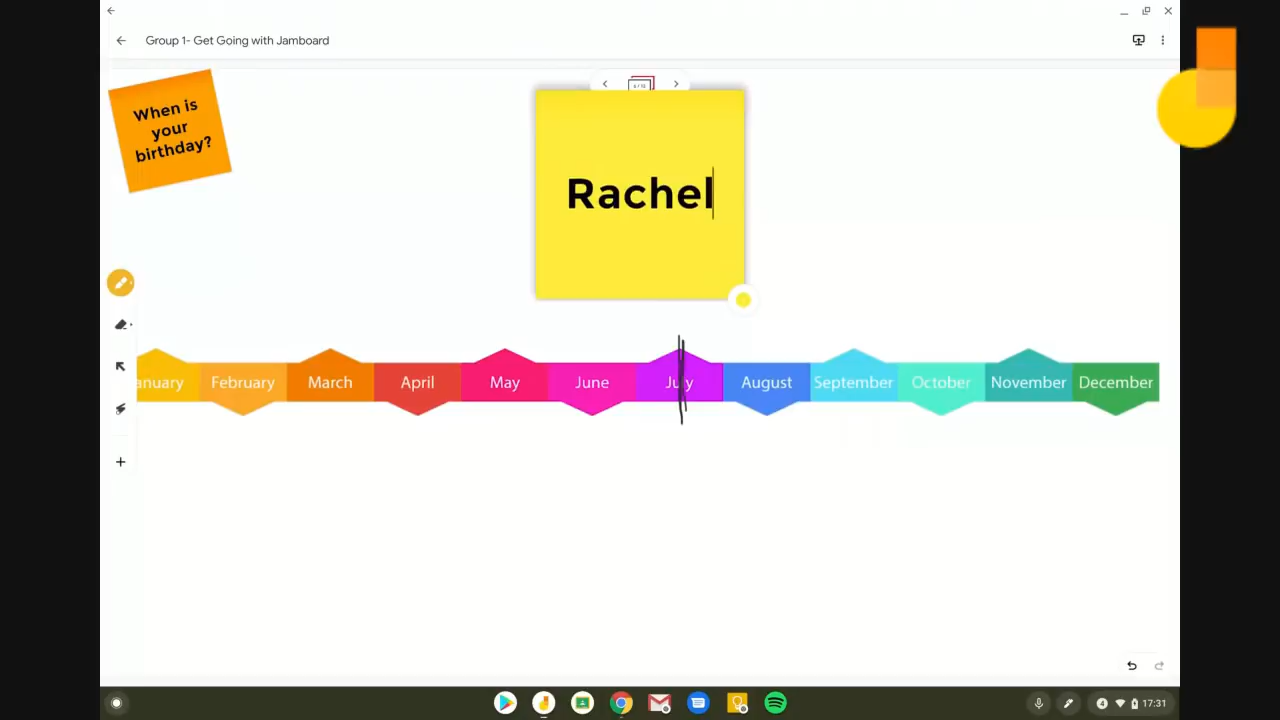 Group 1- Get Going with Jamboard
When is
your
birthday?
Rachel
anuary February March April May June July August September October November December
4 17:31